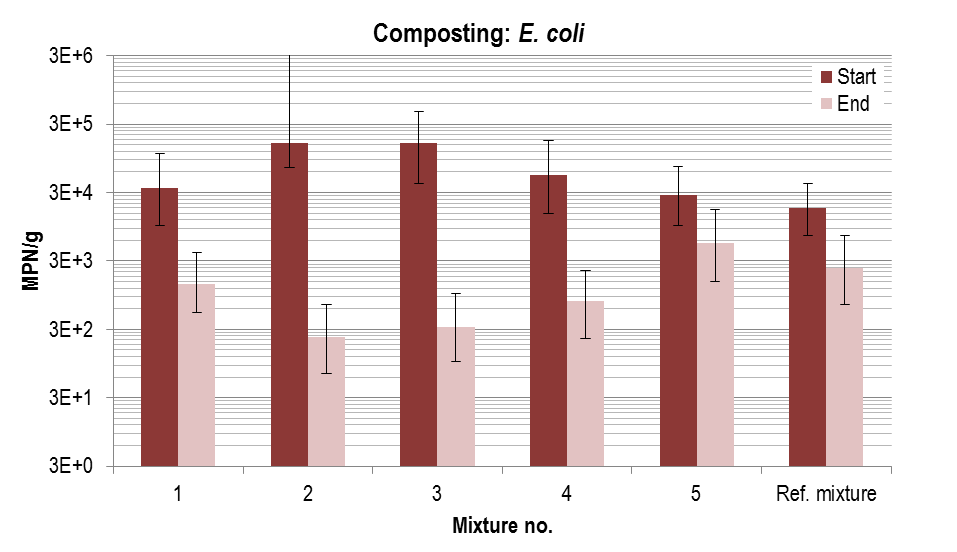 Composting: E. coli
3E+6
3E+5
3E+4
3E+3
3E+2
3E+1
3E+0
MPN/g
Start
End
1 2 3 4 5 Ref. mixture
Mixture no.